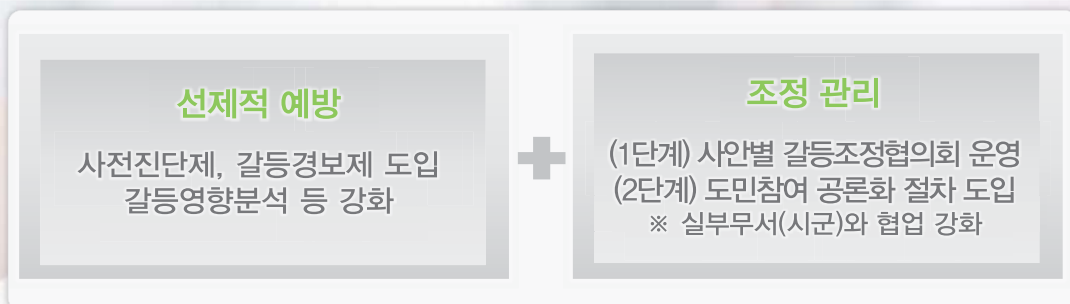 선제적 예방
사전진단제, 갈등경보제 도입
갈등영향분석 등 강화
+
조정 관리
(1단계) 사안별 갈등조정협의회 운영
(2단계) 도민참여 공론화 절차 도입
※ 실부무서(시군)와 협업 강화